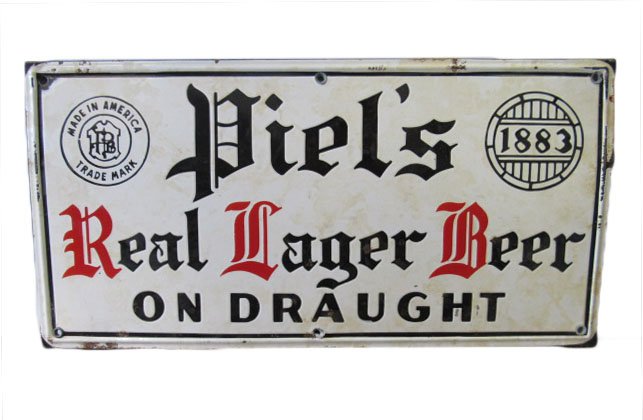 Piel's
MADE IN AMERICA
TRADE MARK
1883
Real Lager Beer
ON DRAUGHT